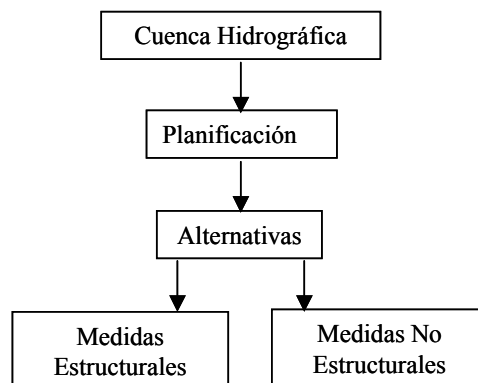 Cuenca Hidrográfica
Planificación
Alternativas
Medidas
Estructurales
Medidas No
Estructurales